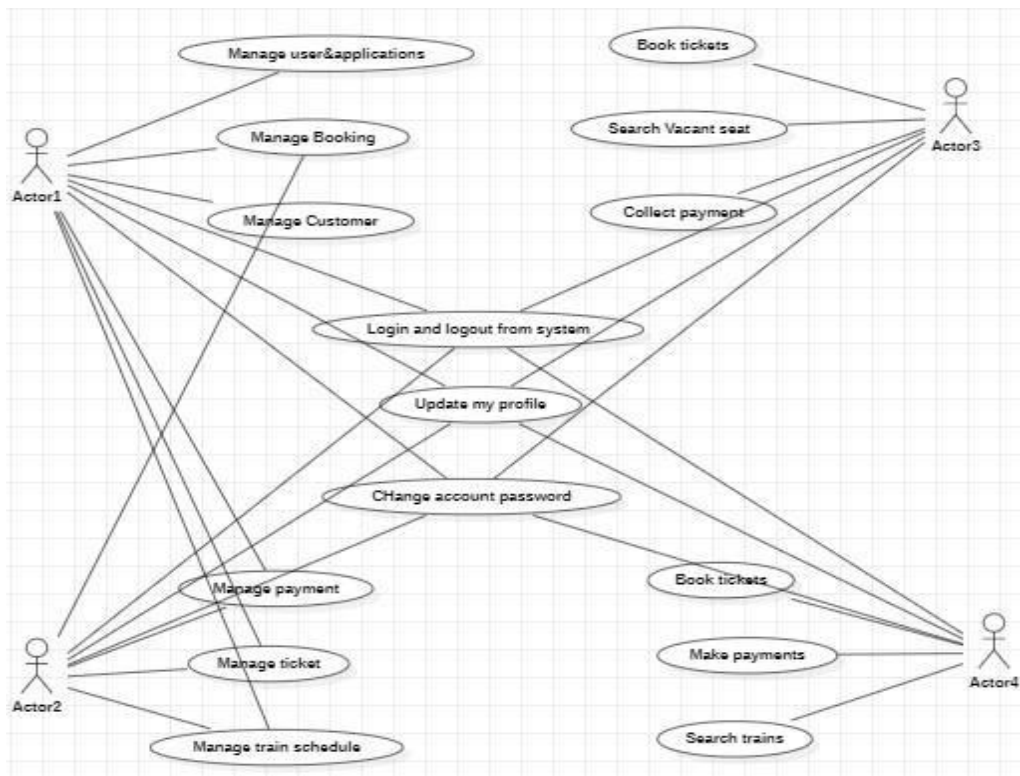 Manage user&applications
Book tickets
Manage Booking
Search Vacant seat
Actor1
Actor3
Manage Customer
Collect payment
Login and logout from system
Update my profile
CHange account password
Manage payment
Book tickets
Manage ticket
Make payments
Actor2
Actor4
Manage train schedule
Search trains